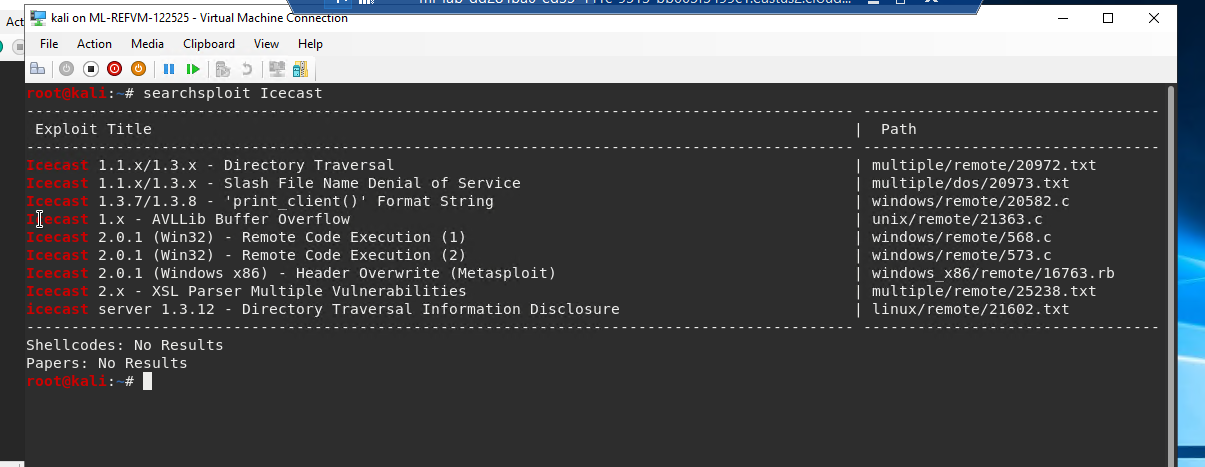 kali on ML-REFVM-122525 - Virtual Machine Connection
Act
File Action Media Clipboard View Help
root@kali:~# searchsploit Icecast
---------------------------------------------------------------------------------------------- ---------------------------------
Exploit Title | Path
---------------------------------------------------------------------------------------------- ---------------------------------
Icecast 1.1.x/1.3.x - Directory Traversal | multiple/remote/20972.txt
Icecast 1.1.x/1.3.x - Slash File Name Denial of Service | multiple/dos/20973.txt
Icecast 1.3.7/1.3.8 - 'print_client()' Format String | windows/remote/20582.c
Icecast 1.x - AVLLib Buffer Overflow | unix/remote/21363.c
Icecast 2.0.1 (Win32) - Remote Code Execution (1) | windows/remote/568.c
Icecast 2.0.1 (Win32) - Remote Code Execution (2) | windows/remote/573.c
Icecast 2.0.1 (Windows x86) - Header Overwrite (Metasploit) | windows_x86/remote/16763.rb
Icecast 2.x - XSL Parser Multiple Vulnerabilities | multiple/remote/25238.txt
icecast server 1.3.12 - Directory Traversal Information Disclosure | linux/remote/21602.txt
---------------------------------------------------------------------------------------------- ---------------------------------
Shellcodes: No Results
Papers: No Results
root@kali:~#